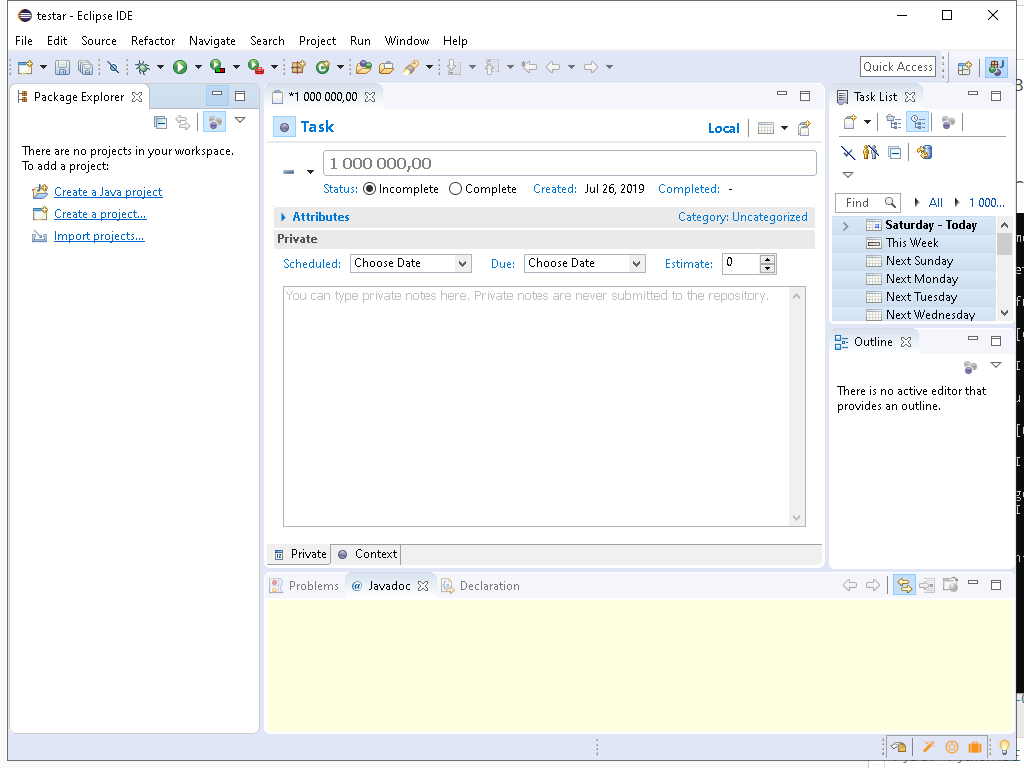 testar - Eclipse IDE
File Edit Source Refactor Navigate Search Project Run Window Help
Quick Access
Package Explorer
There are no projects in your workspace.
To add a project:
Create a Java project
Create a project...
Import projects...
*1 000 000,00
Task
Local
1 000 000,00
Status: Incomplete Complete Created: Jul 26, 2019 Completed: -
Attributes Category: Uncategorized
Private
Scheduled: Choose Date Due: Choose Date Estimate: 0
You can type private notes here. Private notes are never submitted to the repository.
Private Context
Problems @ Javadoc Declaration
Task List
Find All 1 000...
Saturday - Today
This Week
Next Sunday
Next Monday
Next Tuesday
Next Wednesday
Outline
There is no active editor that
provides an outline.